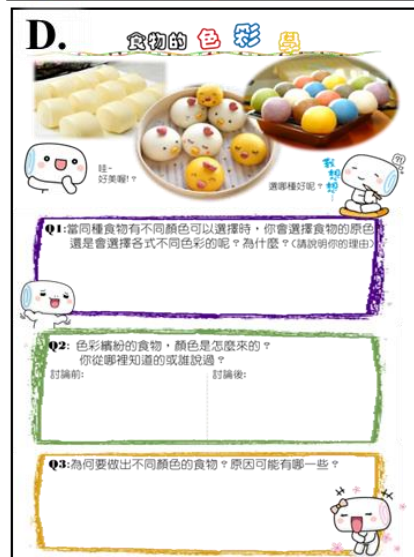 D.
食物的色彩學
哇~
好美喔!?
我想想...
選哪種好呢?
Q1:當同種食物有不同顏色可以選擇時，你會選擇食物的原色
還是會選擇各式不同色彩的呢？為什麼？(請說明你的理由)
Q2: 色彩繽紛的食物，顏色是怎麼來的？
你從哪裡知道的或誰說過？
討論前:
討論後:
Q3:為何要做出不同顏色的食物？原因可能有哪一些？